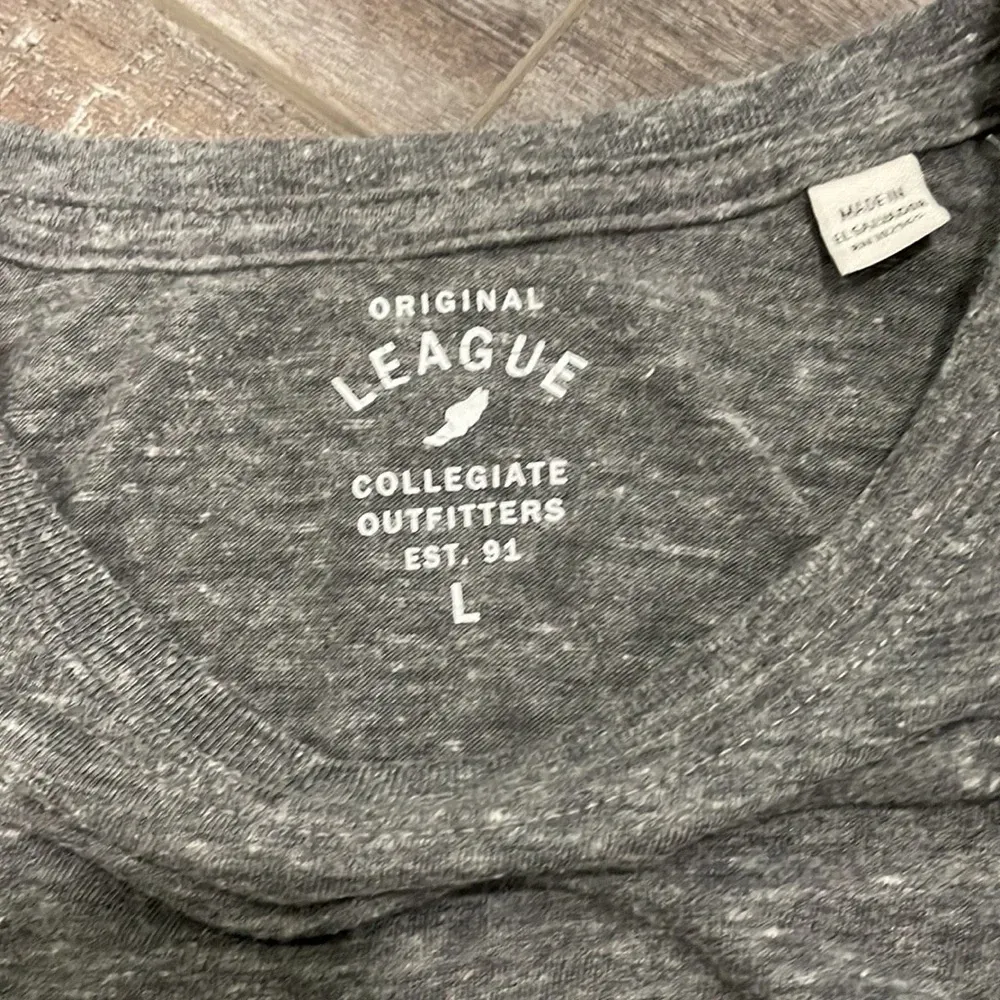 ORIGINAL
LEAGUE
COLLEGIATE
OUTFITTERS
EST. 91
L
MADE IN
EL SALVADOR